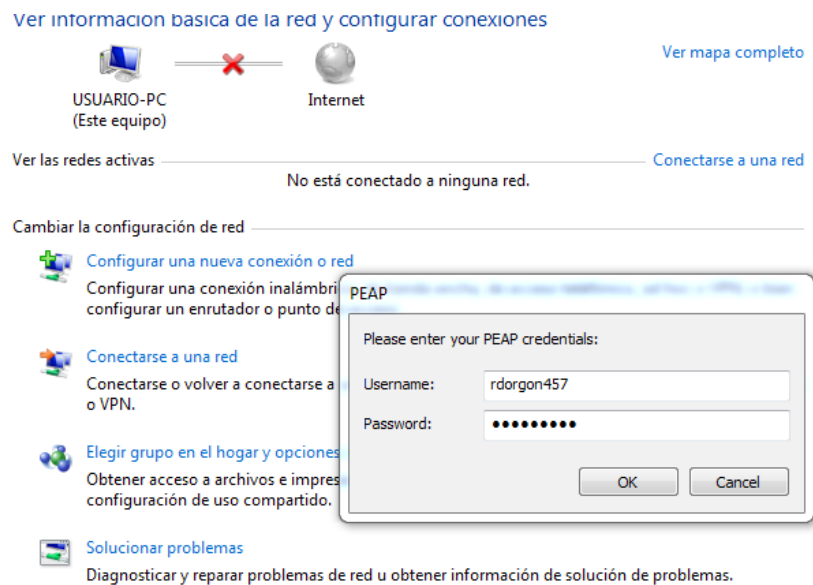 Ver información básica de la red y configurar conexiones
Ver mapa completo
USUARIO-PC
(Este equipo)
Internet
Ver las redes activas
Conectarse a una red
No está conectado a ninguna red.
Cambiar la configuración de red
Configurar una nueva conexión o red
Configurar una conexión inalámbri
configurar un enrutador o punto de
Conectarse a una red
Conectarse o volver a conectarse a
o VPN.
Elegir grupo en el hogar y opciones
Obtener acceso a archivos e impres
configuración de uso compartido.
Solucionar problemas
Diagnosticar y reparar problemas de red u obtener información de solución de problemas.
PEAP
Please enter your PEAP credentials:
Username:
rdorgon457
Password:
•••••••••
OK
Cancel